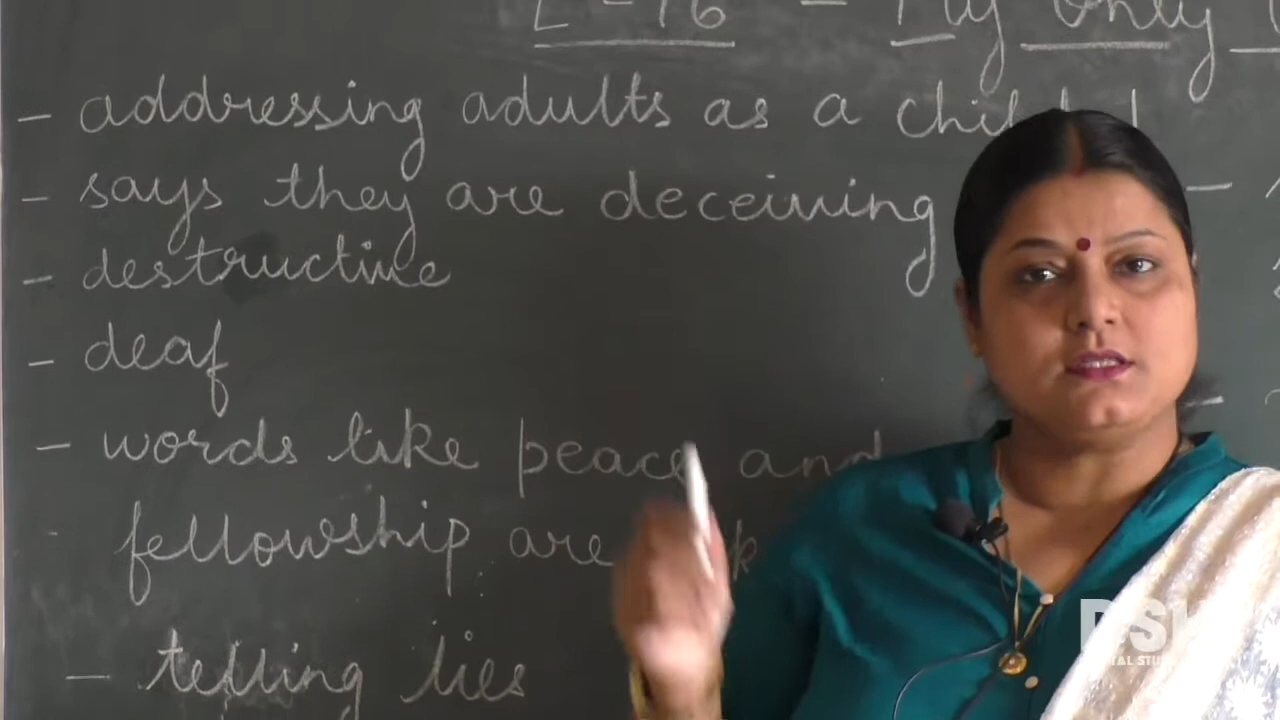 L-16 - My Only
- addressing adults as a child
- says they are deceiving -
- destructive
- deaf
- words like peace and
fellowship are
- telling lies